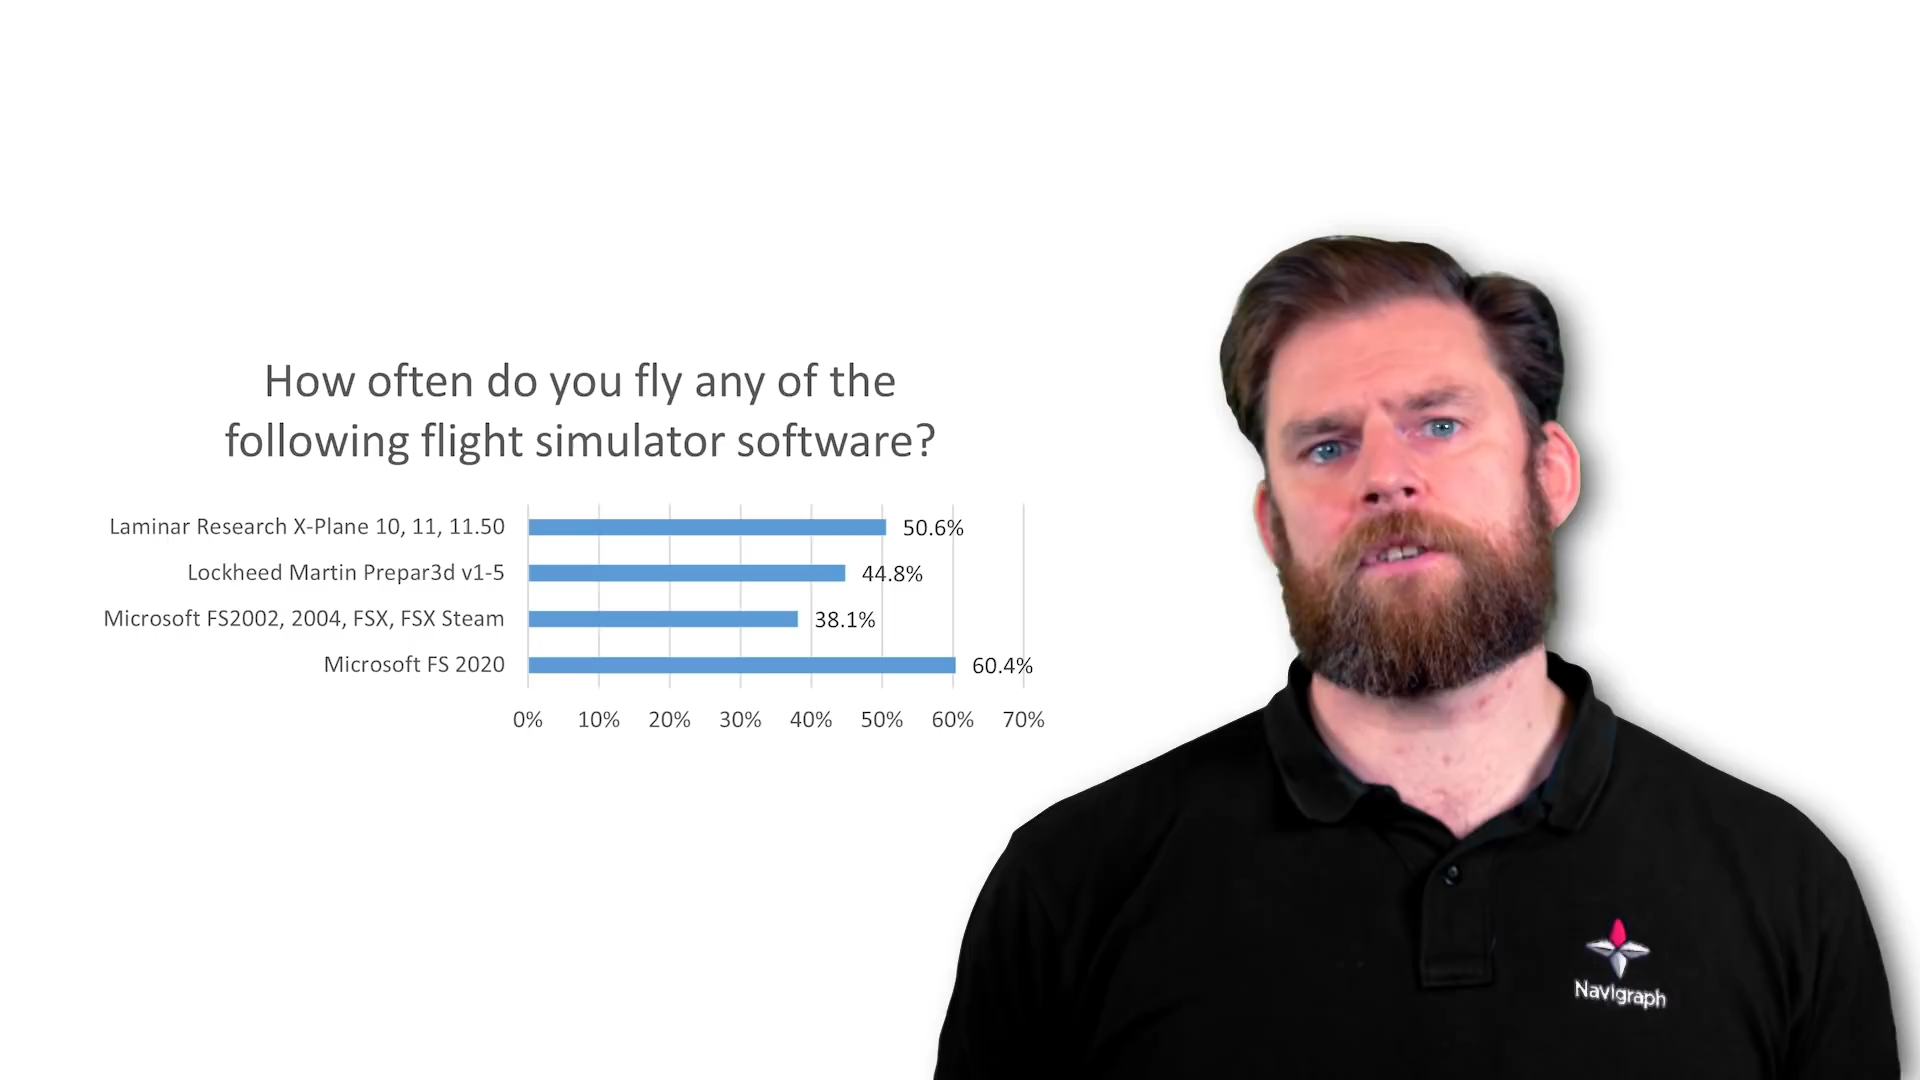 How often do you fly any of the
following flight simulator software?
Laminar Research X-Plane 10, 11, 11.50
50.6%
Lockheed Martin Prepar3d v1-5
44.8%
Microsoft FS2002, 2004, FSX, FSX Steam
38.1%
Microsoft FS 2020
60.4%
0% 10% 20% 30% 40% 50% 60% 70%
Navigraph